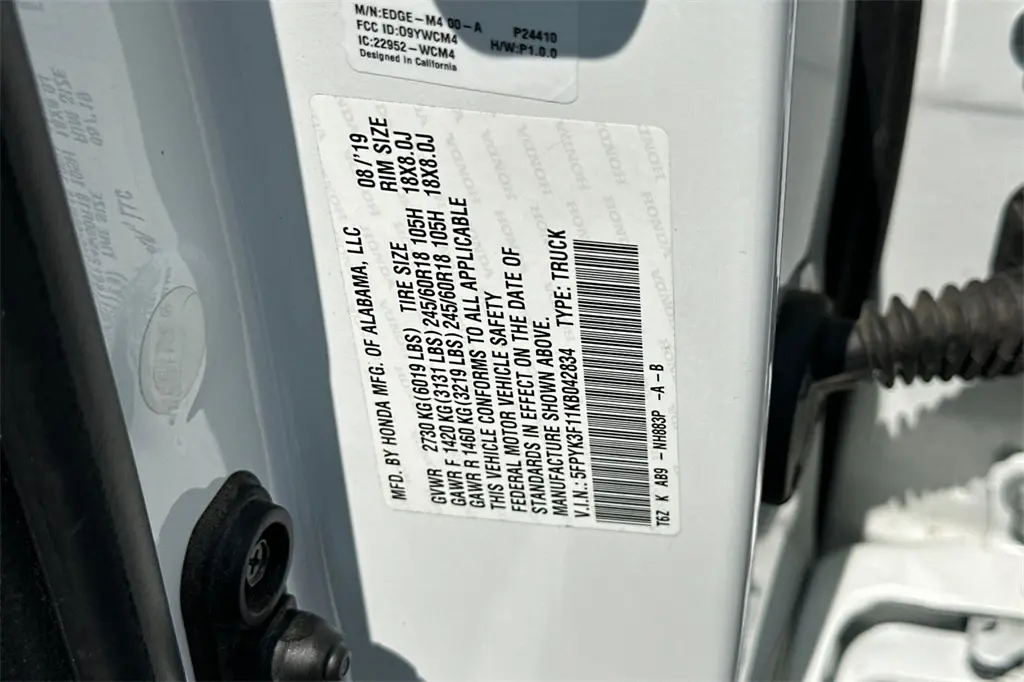 M/N:EDGE-M4 00-A P24410
FCC ID:O9YWCM4 H/W:P1.0.0
IC:22952-WCM4
Designed in California
MFD. BY HONDA MFG. OF ALABAMA, LLC 08/'19
TIRE SIZE RIM SIZE
GVWR 2730 KG (6019 LBS)
GAWR F 1420 KG (3131 LBS) 245/60R18 105H 18X8.0J
GAWR R 1460 KG (3219 LBS) 245/60R18 105H 18X8.0J
THIS VEHICLE CONFORMS TO ALL APPLICABLE
FEDERAL MOTOR VEHICLE SAFETY
STANDARDS IN EFFECT ON THE DATE OF
MANUFACTURE SHOWN ABOVE.
V.I.N.: 5FPYK3F11KB042834 TYPE: TRUCK
T6Z K AB9 - NH883P -A-B
HONDA